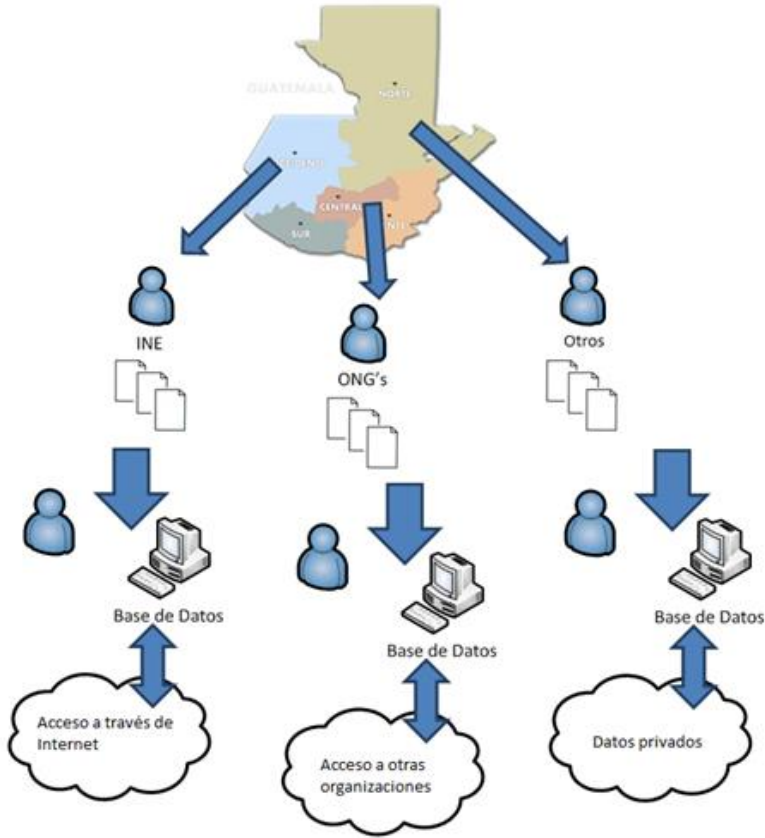 GUATEMALA
NORTE
CENTRAL
SUR
INE
ONG's
Otros
Base de Datos
Base de Datos
Base de Datos
Acceso a través de
Internet
Acceso a otras
organizaciones
Datos privados